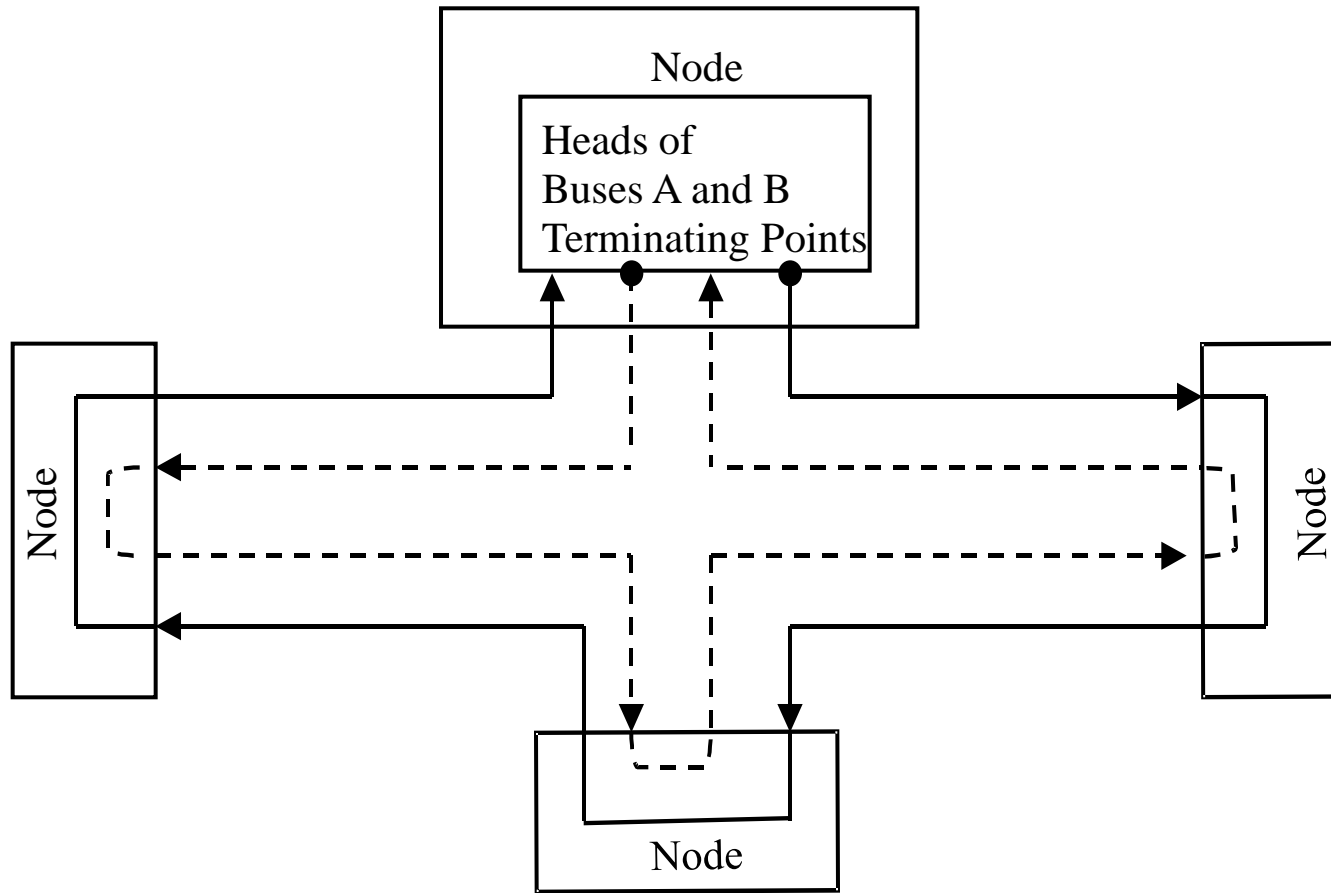 Node
Heads of
Buses A and B
Terminating Points
Node
Node
Node